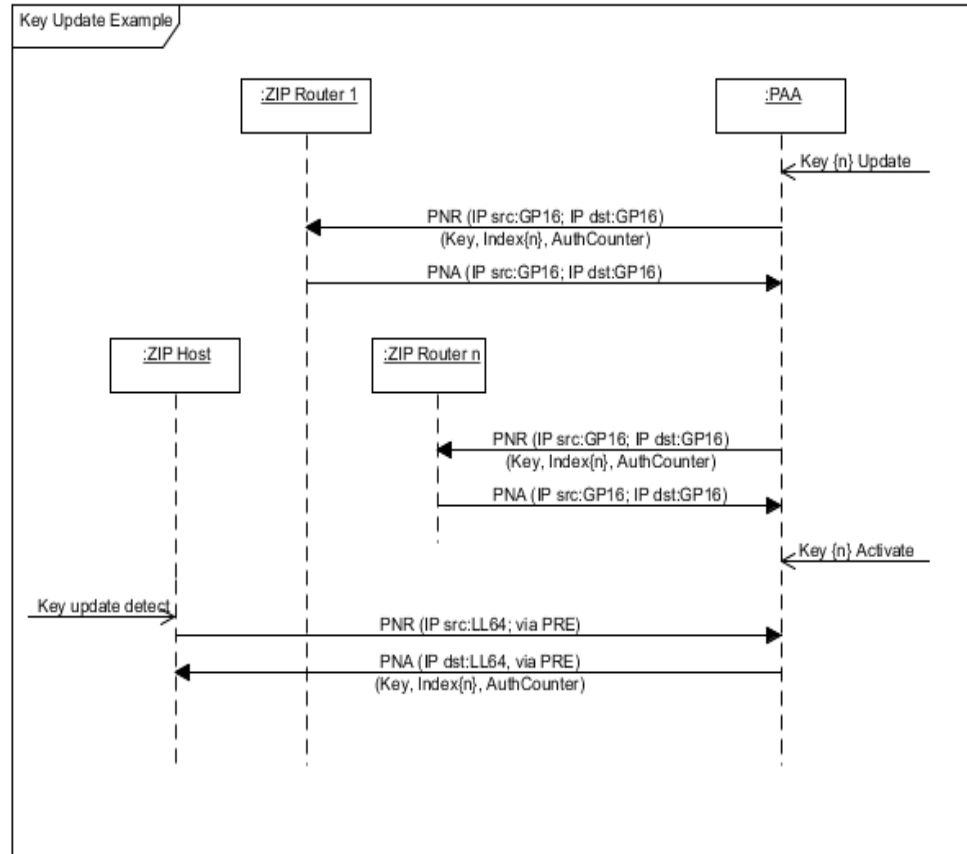 Key Update Example
:ZIP Router 1
:PAA
Key {n} Update
PNR (IP src:GP16; IP dst:GP16)
(Key, Index{n}, AuthCounter)
PNA (IP src:GP16; IP dst:GP16)
:ZIP Host
:ZIP Router n
PNR (IP src:GP16; IP dst:GP16)
(Key, Index{n}, AuthCounter)
PNA (IP src:GP16; IP dst:GP16)
Key {n} Activate
Key update detect
PNR (IP src:LL64; via PRE)
PNA (IP dst:LL64, via PRE)
(Key, Index{n}, AuthCounter)